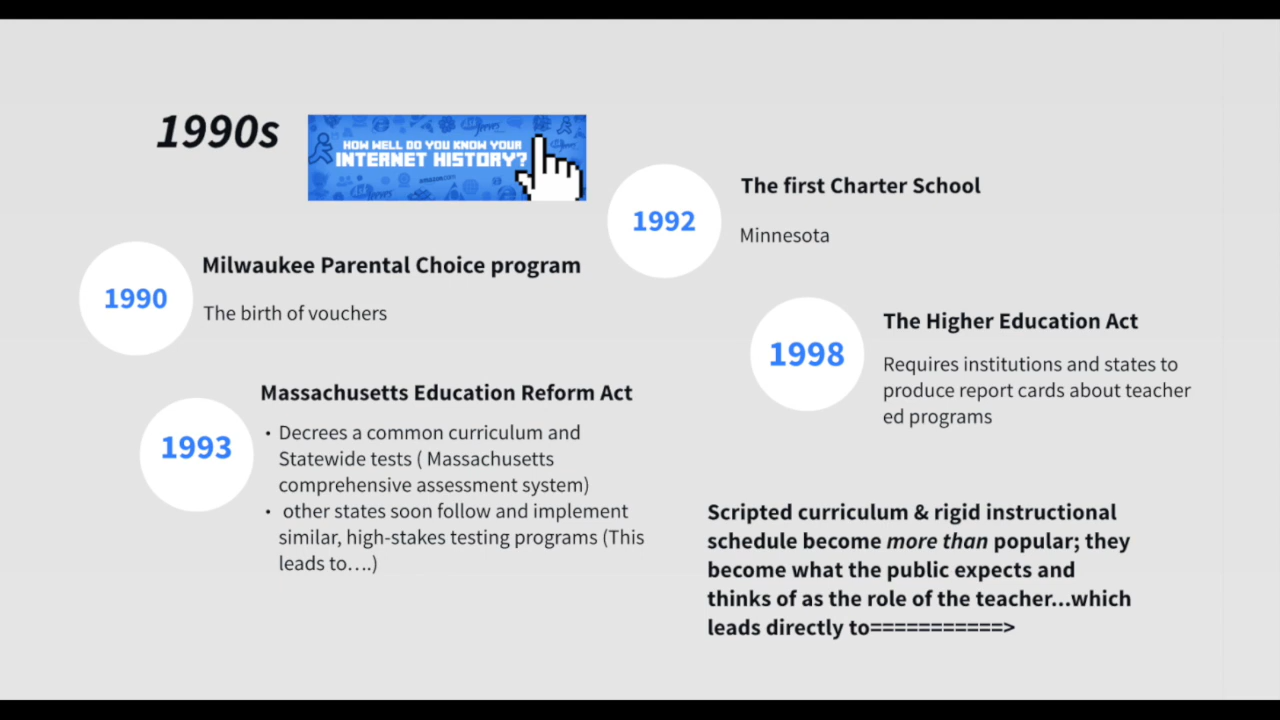 1990s
HOW WELL DO YOU KNOW YOUR
INTERNET HISTORY?
amazon.com
1992
The first Charter School
Minnesota
1990
Milwaukee Parental Choice program
The birth of vouchers
1998
The Higher Education Act
Requires institutions and states to
produce report cards about teacher
ed programs
1993
Massachusetts Education Reform Act
• Decrees a common curriculum and
Statewide tests ( Massachusetts
comprehensive assessment system)
• other states soon follow and implement
similar, high-stakes testing programs (This
leads to....)
Scripted curriculum & rigid instructional
schedule become more than popular; they
become what the public expects and
thinks of as the role of the teacher...which
leads directly to===========>